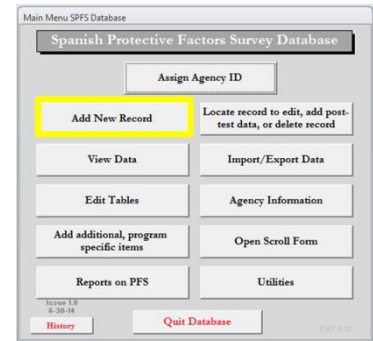 Main Menu SPFS Database
Spanish Protective Factors Survey Database
Assign Agency ID
Add New Record
Locate record to edit, add post-
test data, or delete record
View Data
Import/Export Data
Edit Tables
Agency Information
Add additional, program
specific items
Open Scroll Form
Reports on PFS
Utilities
Issue 1.0
6-30-14
History
Quit Database